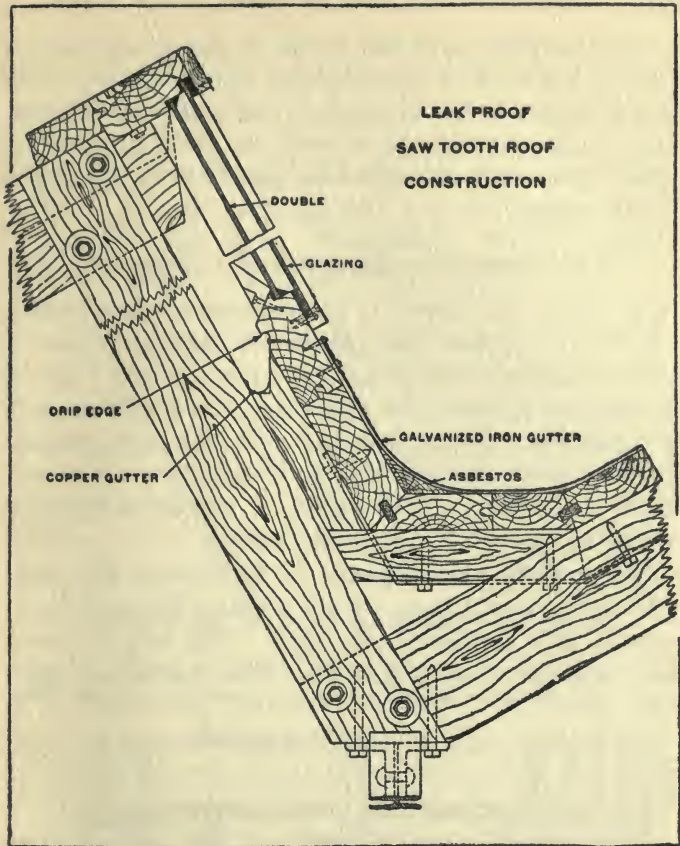 LEAK PROOF
SAW TOOTH ROOF
CONSTRUCTION
DOUBLE
GLAZING
DRIP EDGE
COPPER GUTTER
GALVANIZED IRON GUTTER
ASBESTOS